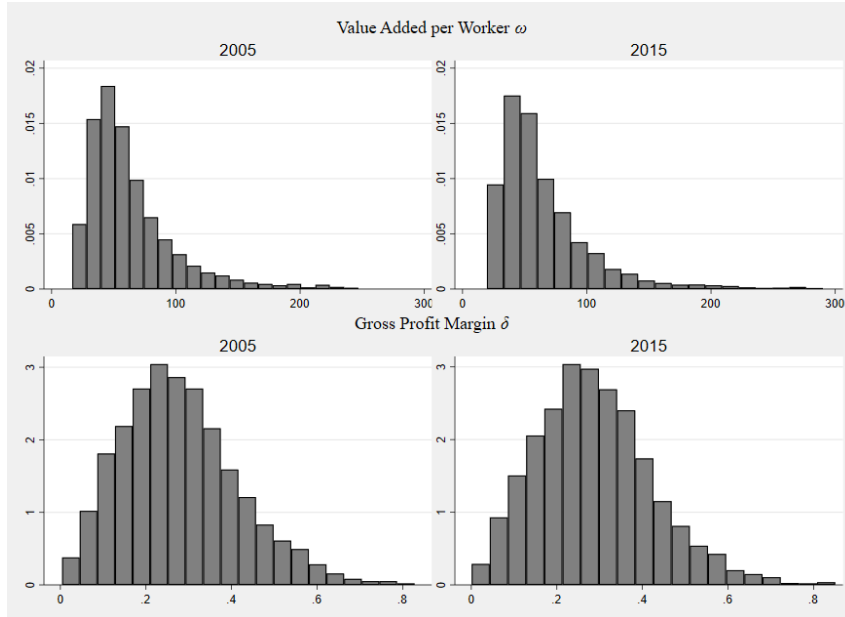 Value Added per Worker ω
2005 2015
.02 .02
.015 .015
.01 .01
.005 .005
0 0
0 100 200 300 0 100 200 300
Gross Profit Margin δ
2005 2015
3 3
2 2
1 1
0 0
0 .2 .4 .6 .8 0 .2 .4 .6 .8